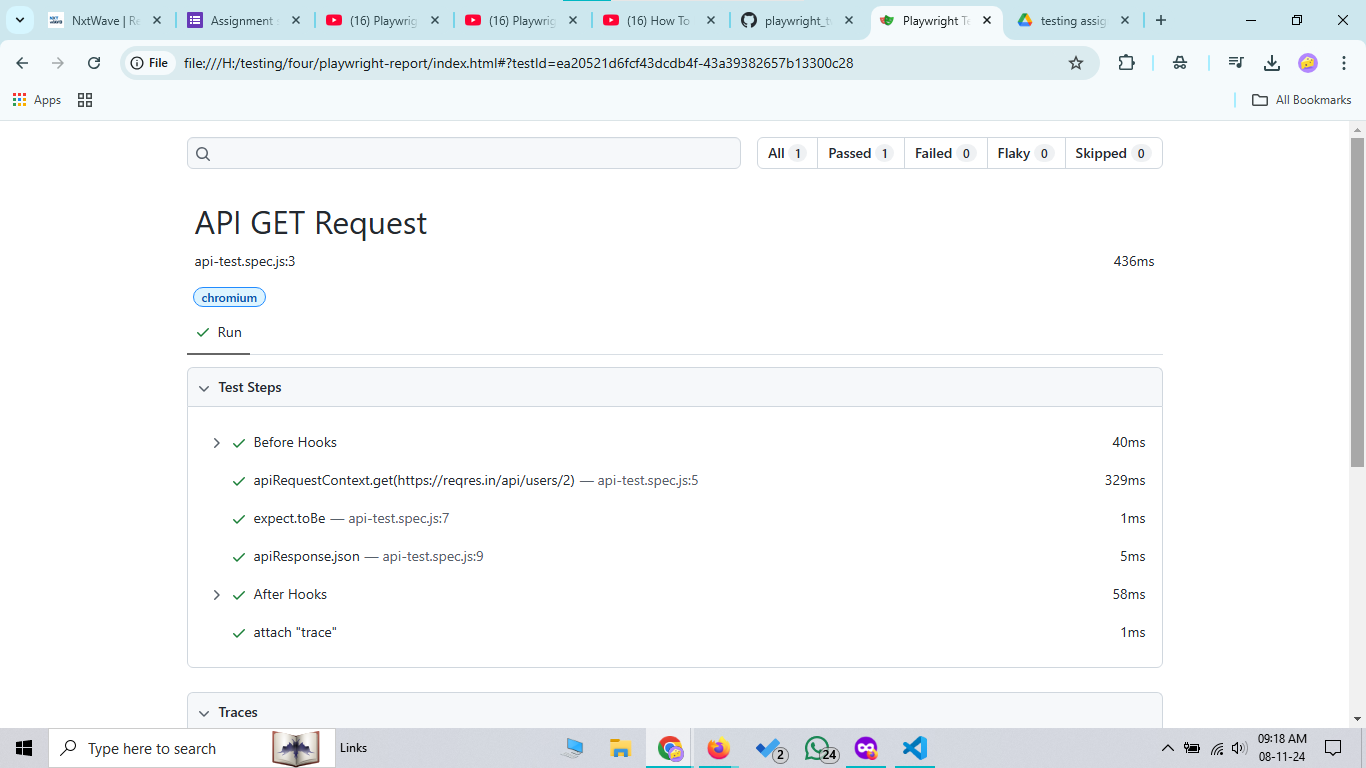 NxtWave | Re
Assignment s
(16) Playwrig
(16) Playwrig
(16) How To
playwright_t
Playwright Te
testing assig
File
file:///H:/testing/four/playwright-report/index.html#?testId=ea20521d6fcf43dcdb4f-43a39382657b13300c28
Apps
All Bookmarks
All 1
Passed 1
Failed 0
Flaky 0
Skipped 0
API GET Request
api-test.spec.js:3
436ms
chromium
Run
Test Steps
Before Hooks
40ms
apiRequestContext.get(https://reqres.in/api/users/2) — api-test.spec.js:5
329ms
expect.toBe — api-test.spec.js:7
1ms
apiResponse.json — api-test.spec.js:9
5ms
After Hooks
58ms
attach "trace"
1ms
Traces
Type here to search
Links
2
24
09:18 AM
08-11-24